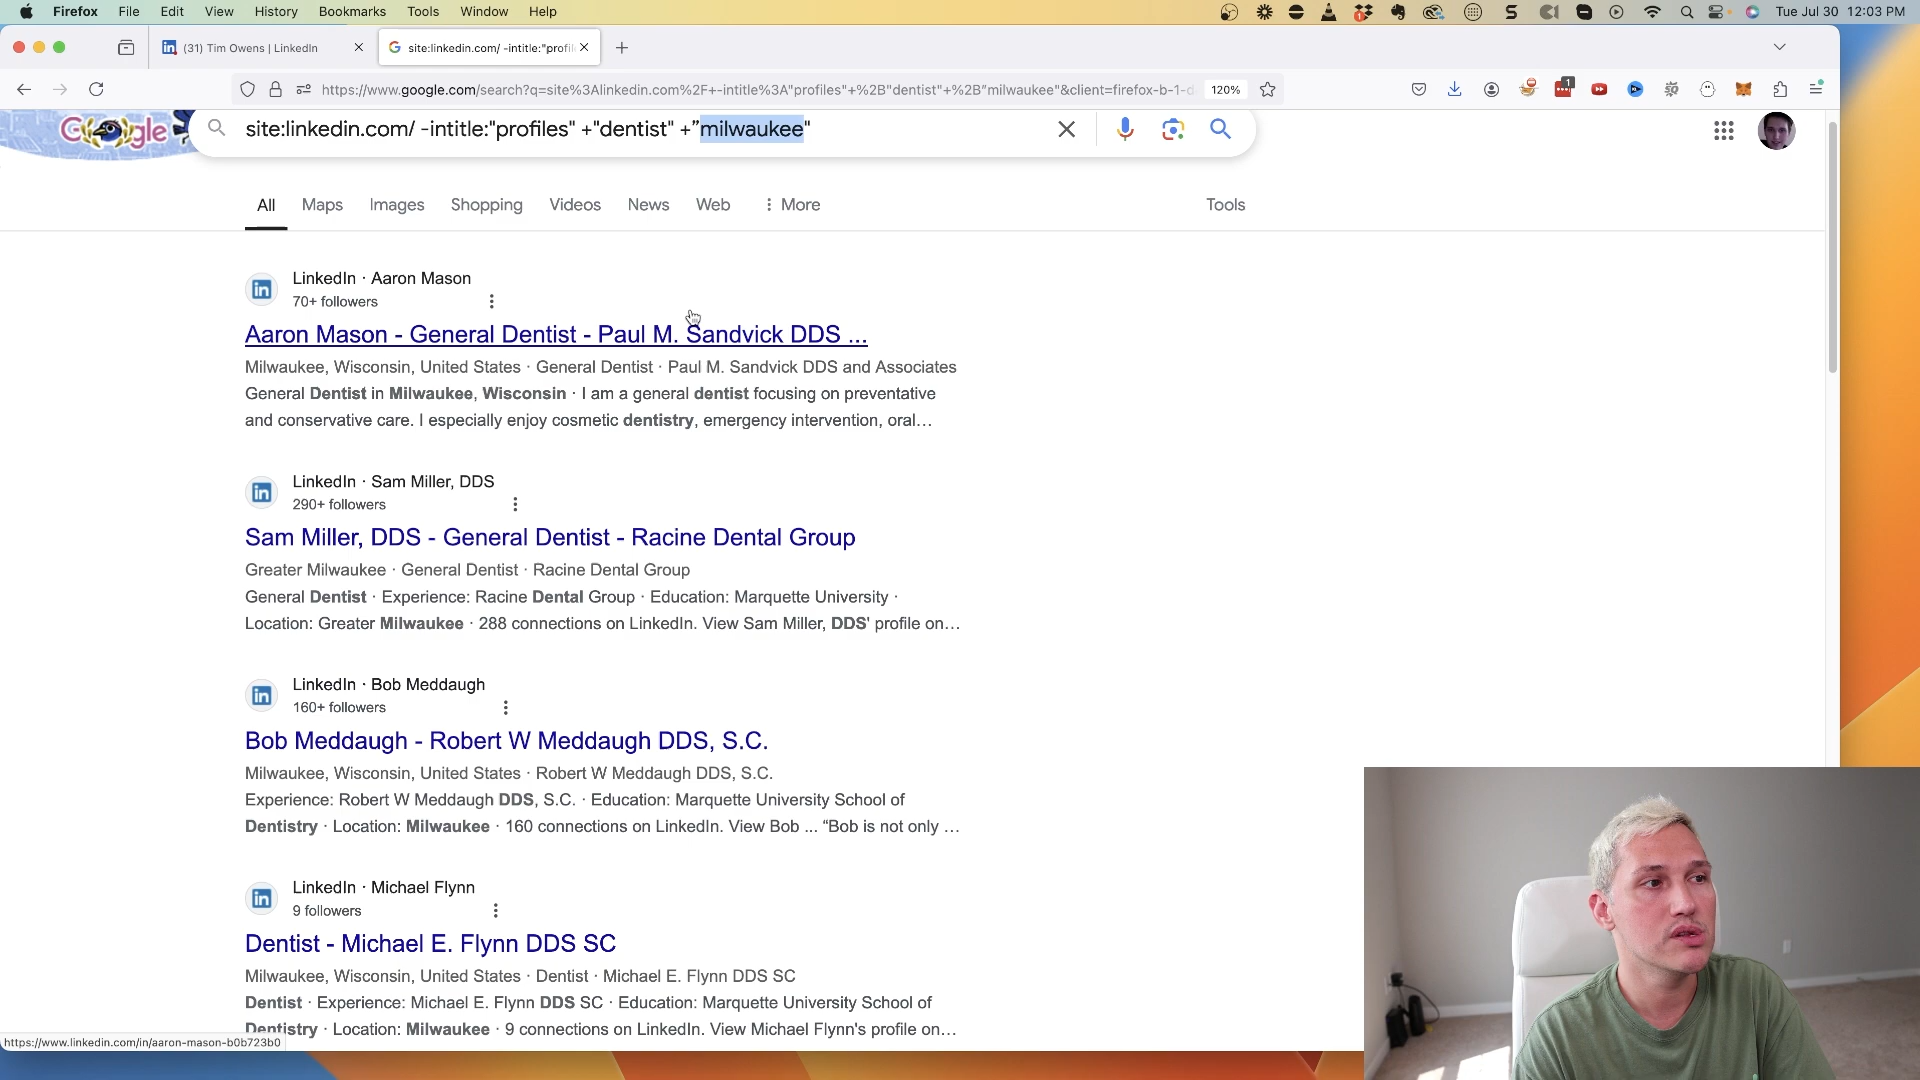 Firefox File Edit View History Bookmarks Tools Window Help
Tue Jul 30 12:03 PM
(31) Tim Owens | LinkedIn
site:linkedin.com/ -intitle:"profil
https://www.google.com/search?q=site%3Alinkedin.com%2F+-intitle%3A"profiles"+%2B"dentist"+%2B"milwaukee"&client=firefox-b-1-d
120%
1
Google
site:linkedin.com/ -intitle:"profiles" +"dentist" +”milwaukee"
All Maps Images Shopping Videos News Web More Tools
LinkedIn · Aaron Mason
70+ followers
Aaron Mason - General Dentist - Paul M. Sandvick DDS ...
Milwaukee, Wisconsin, United States · General Dentist · Paul M. Sandvick DDS and Associates
General Dentist in Milwaukee, Wisconsin · I am a general dentist focusing on preventative
and conservative care. I especially enjoy cosmetic dentistry, emergency intervention, oral...
LinkedIn · Sam Miller, DDS
290+ followers
Sam Miller, DDS - General Dentist - Racine Dental Group
Greater Milwaukee · General Dentist · Racine Dental Group
General Dentist · Experience: Racine Dental Group · Education: Marquette University ·
Location: Greater Milwaukee · 288 connections on LinkedIn. View Sam Miller, DDS' profile on...
LinkedIn · Bob Meddaugh
160+ followers
Bob Meddaugh - Robert W Meddaugh DDS, S.C.
Milwaukee, Wisconsin, United States · Robert W Meddaugh DDS, S.C.
Experience: Robert W Meddaugh DDS, S.C. · Education: Marquette University School of
Dentistry · Location: Milwaukee · 160 connections on LinkedIn. View Bob ... “Bob is not only ...
LinkedIn · Michael Flynn
9 followers
Dentist - Michael E. Flynn DDS SC
Milwaukee, Wisconsin, United States · Dentist · Michael E. Flynn DDS SC
Dentist · Experience: Michael E. Flynn DDS SC · Education: Marquette University School of
Dentistry · Location: Milwaukee · 9 connections on LinkedIn. View Michael Flynn's profile on...
https://www.linkedin.com/in/aaron-mason-b0b723b0